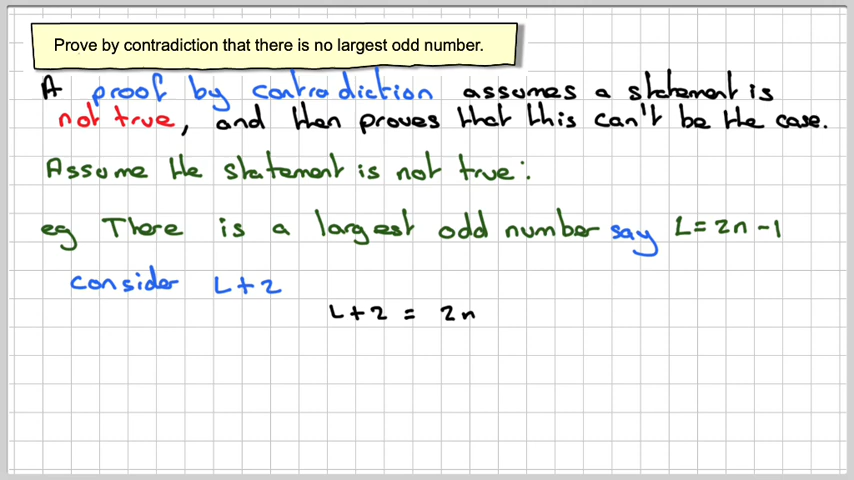 Prove by contradiction that there is no largest odd number.
A proof by contradiction assumes a statement is
not true, and then proves that this can't be the case.
Assume the statement is not true:
eg There is a largest odd number say L = 2n - 1
consider L + 2
L + 2 = 2n